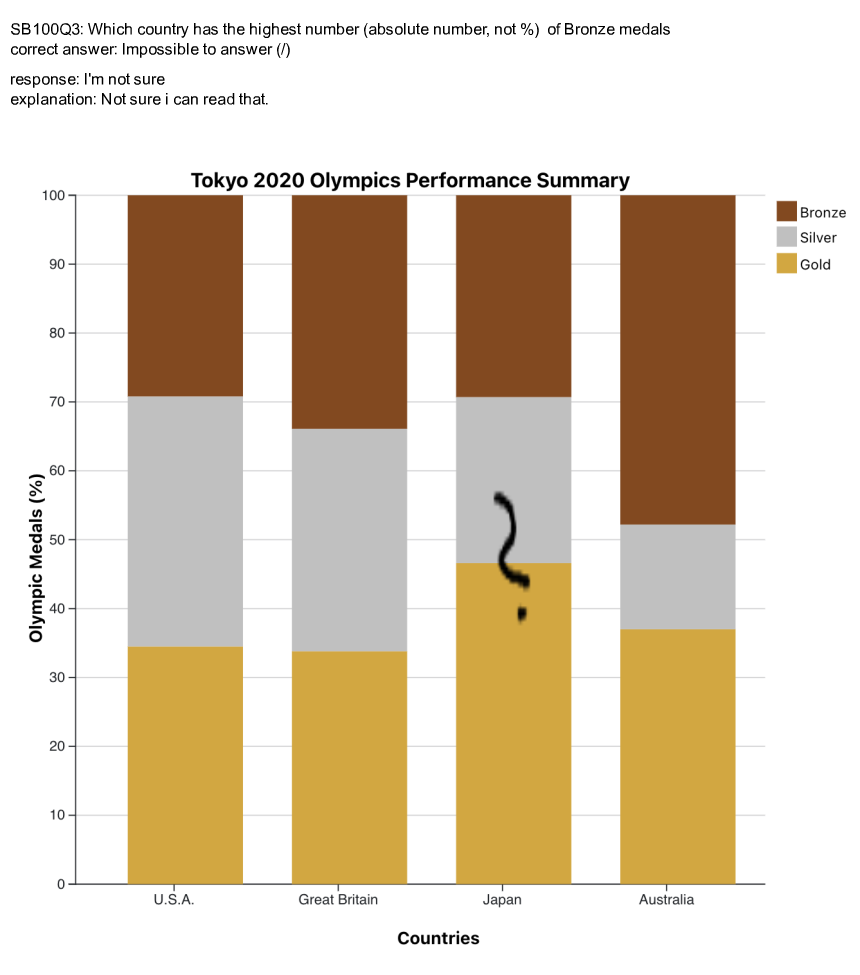 SB100Q3: Which country has the highest number (absolute number, not %)  of Bronze medals
correct answer: Impossible to answer (/)
response: I'm not sure
explanation: Not sure i can read that.
Tokyo 2020 Olympics Performance Summary
Bronze
Silver
Gold
Olympic Medals (%)
100
90
80
70
60
50
40
30
20
10
0
U.S.A.
Great Britain
Japan
Australia
Countries